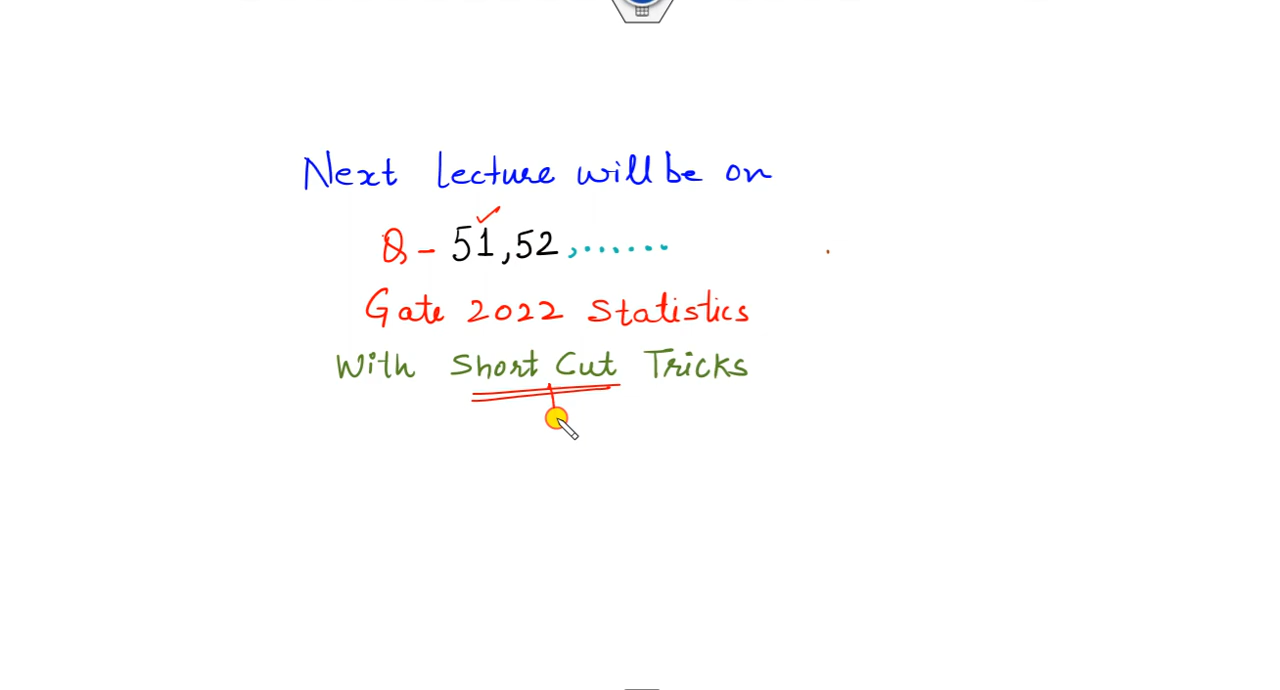 Next lecture will be on
Q - 51, 52, .......
Gate 2022 Statistics
With Short Cut Tricks